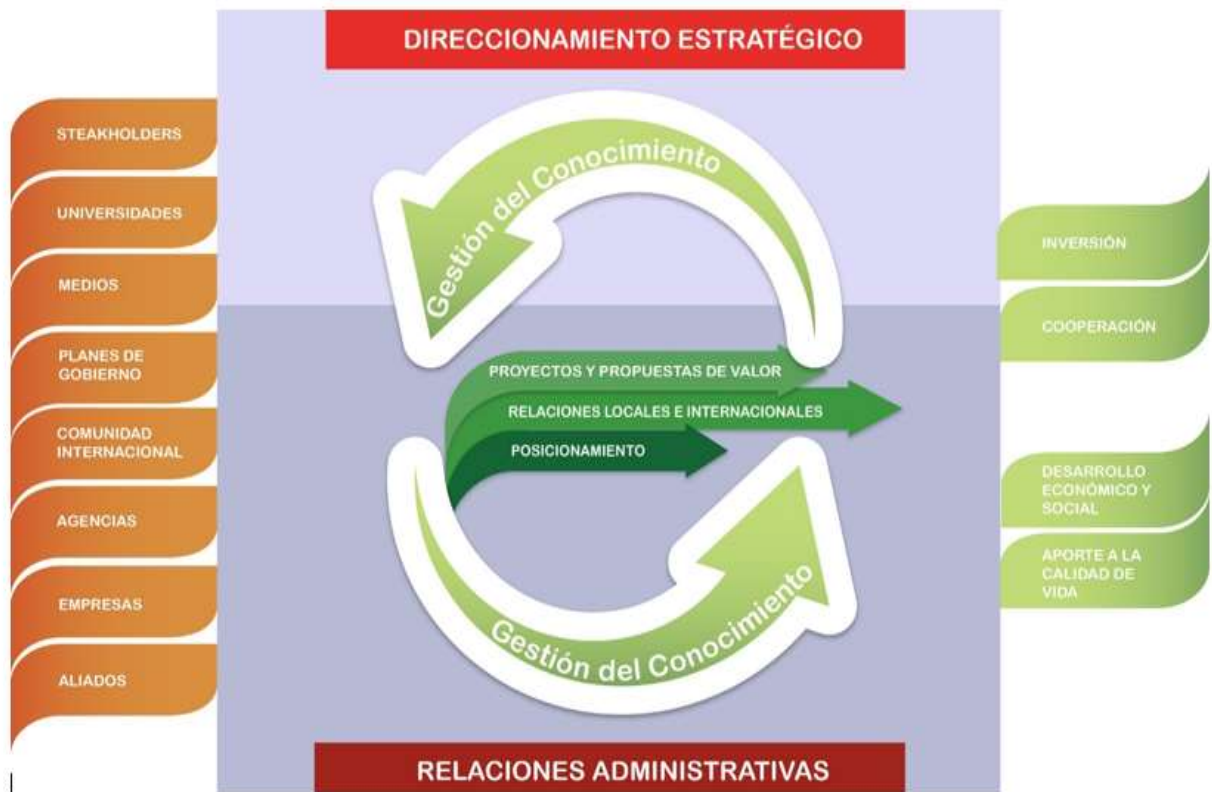 DIRECCIONAMIENTO ESTRATÉGICO
STEAKHOLDERS
UNIVERSIDADES
MEDIOS
PLANES DE
GOBIERNO
COMUNIDAD
INTERNACIONAL
AGENCIAS
EMPRESAS
ALIADOS
Gestión del Conocimiento
PROYECTOS Y PROPUESTAS DE VALOR
RELACIONES LOCALES E INTERNACIONALES
POSICIONAMIENTO
Gestión del Conocimiento
INVERSIÓN
COOPERACIÓN
DESARROLLO
ECONÓMICO Y
SOCIAL
APORTE A LA
CALIDAD DE
VIDA
RELACIONES ADMINISTRATIVAS